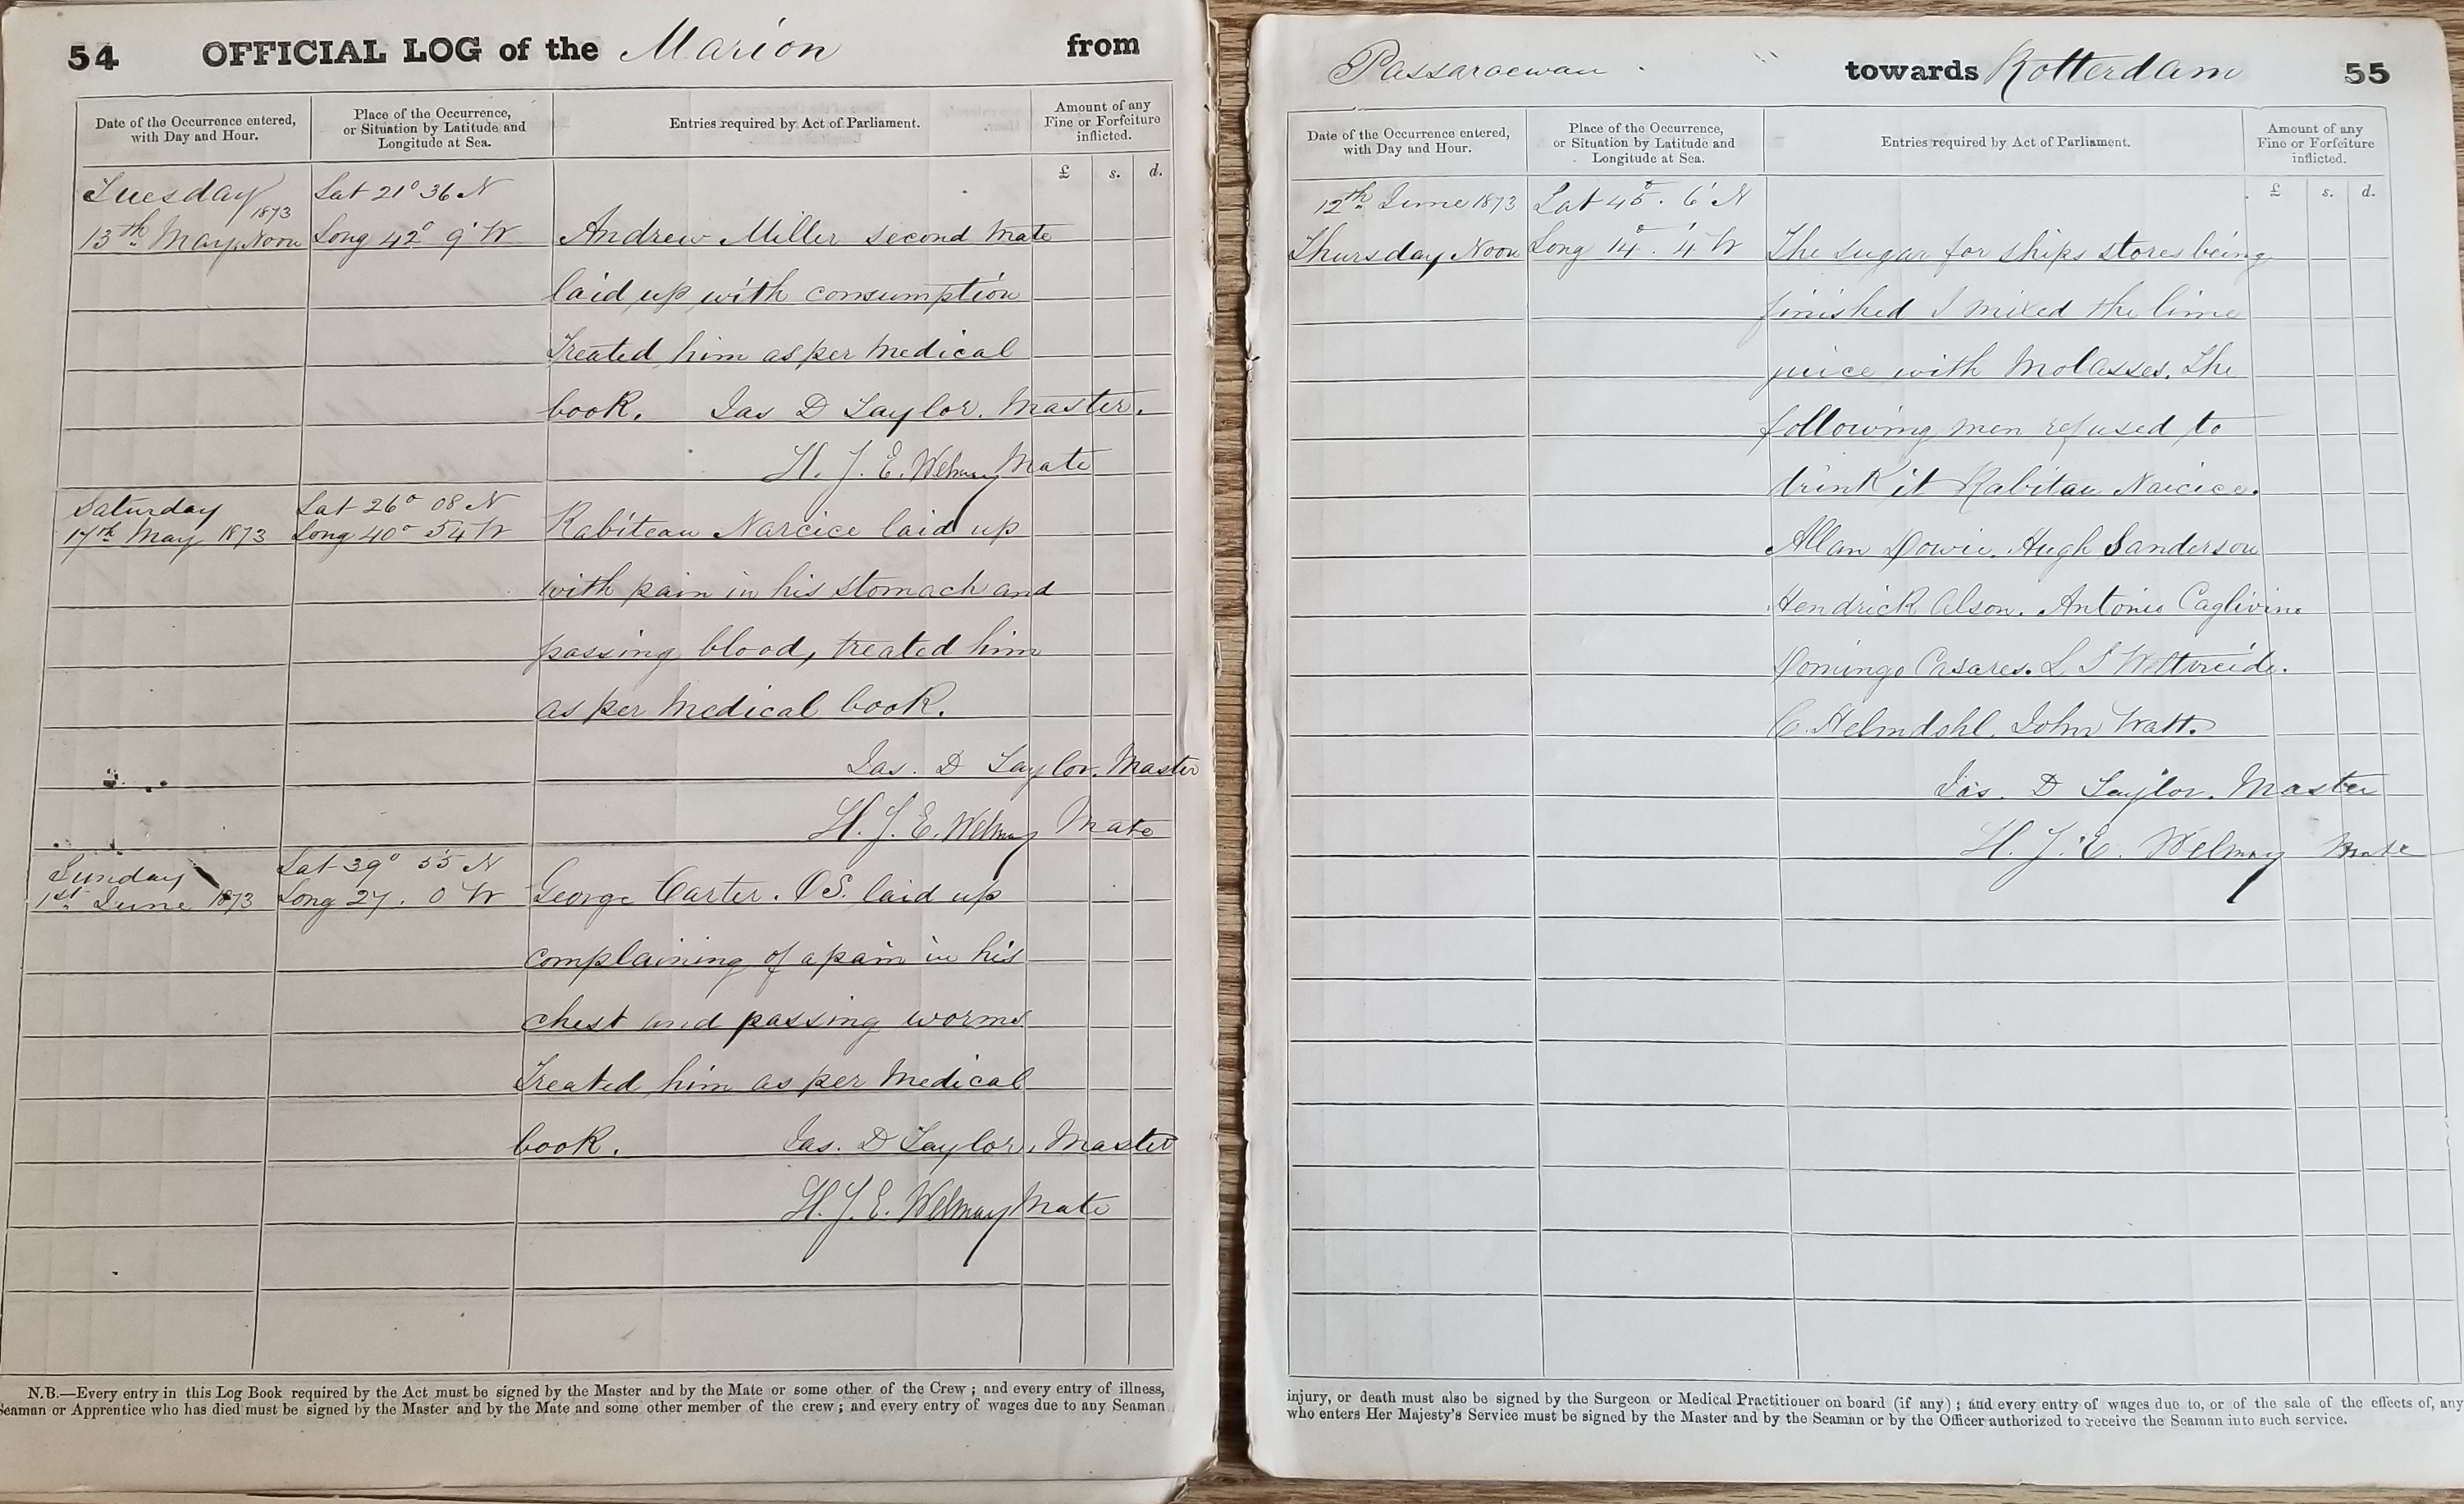 54 OFFICIAL LOG of the Marion from
Date of the Occurrence entered, with Day and Hour.
Place of the Occurrence, or Situation by Latitude and Longitude at Sea.
Entries required by Act of Parliament.
Amount of any Fine or Forfeiture inflicted.
£ s. d.
Tuesday Lat 21° 36 N
1873
13th May, Noon Long 42° 9' W Andrew Miller second Mate
laid up with consumption
Treated him as per Medical
book. Jas D Taylor. Master.
H. J. E. Welmay Mate
Saturday Lat 26° 08 N
17th May 1873 Long 40° 54 W Rabiteau Narcice laid up
with pain in his stomach and
passing blood, treated him
as per Medical book.
Jas. D Taylor. Master
H. J. E. Welmay Mate
Sunday Lat 39° 55 N
1st June 1873 Long 27. 0 W George Carter. OS. laid up
complaining of a pain in his
chest and passing worms
Treated him as per Medical
book. Jas. D Taylor, Master
H. J. E. Welmay Mate
N.B.—Every entry in this Log Book required by the Act must be signed by the Master and by the Mate or some other of the Crew; and every entry of illness,
Seaman or Apprentice who has died must be signed by the Master and by the Mate and some other member of the crew; and every entry of wages due to any Seaman
Passaroewan towards Rotterdam 55
Date of the Occurrence entered, with Day and Hour.
Place of the Occurrence, or Situation by Latitude and Longitude at Sea.
Entries required by Act of Parliament.
Amount of any Fine or Forfeiture inflicted.
£ s. d.
12th June 1873 Lat 45°. 6' N
Thursday Noon Long 14°. 4' W The sugar for ships stores being
finished I mixed the lime
juice with Molasses. The
following men refused to
drink it Rabitau Naicice.
Allan Dowie. Hugh Sanderson
Hendrick Olson. Antonio Caglivine
Domingo Casares. L S
C. Helmdohl. John Watt.
Jas. D Taylor. Master
H. J. E. Welmay Mate
injury, or death must also be signed by the Surgeon or Medical Practitioner on board (if any); and every entry of wages due to, or of the sale of the effects of, any
who enters Her Majesty's Service must be signed by the Master and by the Seaman or by the Officer authorized to receive the Seaman into such service.